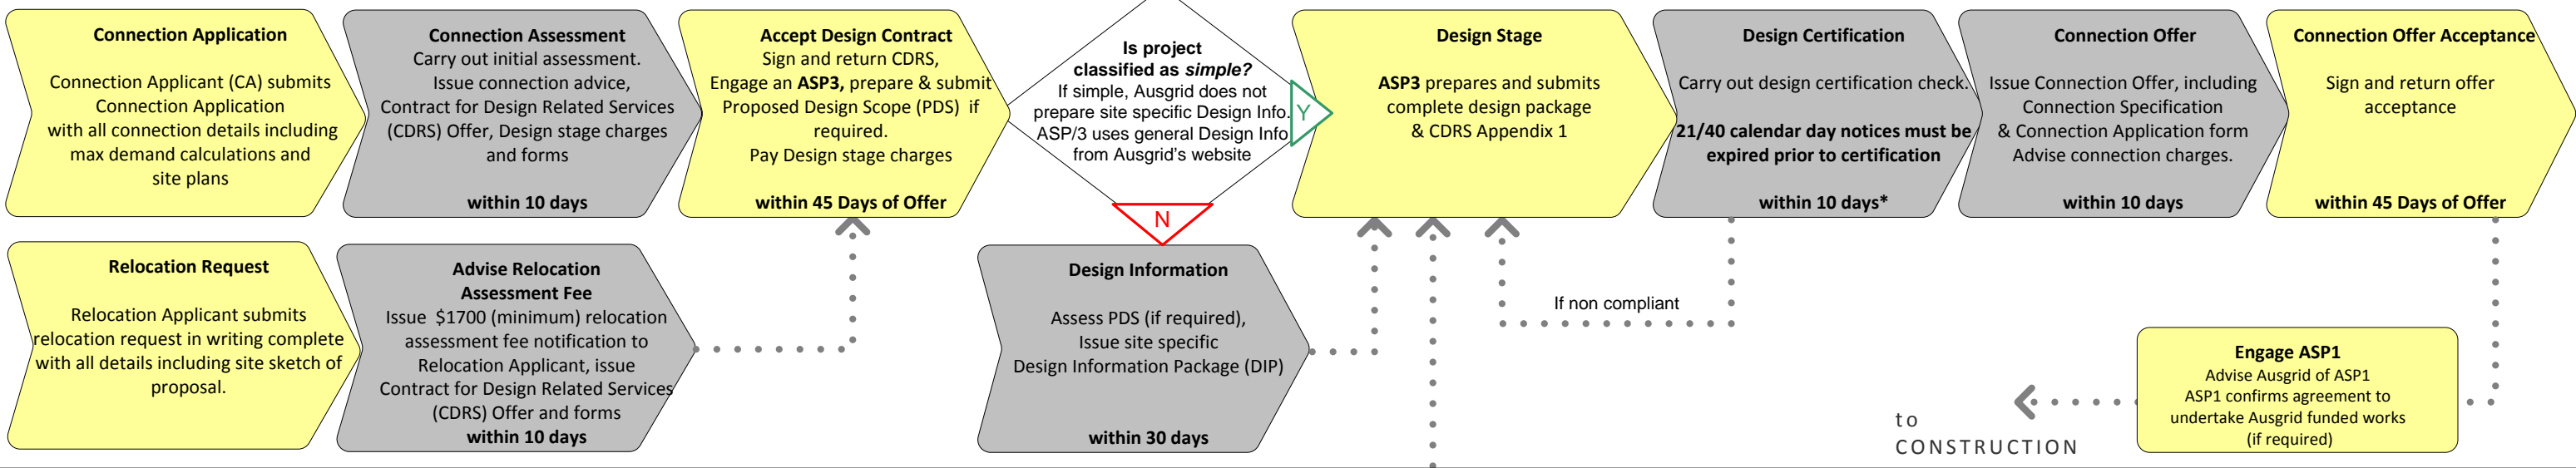 Connection Application
Connection Applicant (CA) submits
Connection Application
with all connection details including
max demand calculations and
site plans
Connection Assessment
Carry out initial assessment.
Issue connection advice,
Contract for Design Related Services
(CDRS) Offer, Design stage charges
and forms
within 10 days
Accept Design Contract
Sign and return CDRS,
Engage an ASP3, prepare & submit
Proposed Design Scope (PDS) if
required.
Pay Design stage charges
within 45 Days of Offer
Is project
classified as simple?
If simple, Ausgrid does not
prepare site specific Design Info.
ASP/3 uses general Design Info
from Ausgrid's website
Y
N
Design Stage
ASP3 prepares and submits
complete design package
& CDRS Appendix 1
Design Certification
Carry out design certification check.
21/40 calendar day notices must be
expired prior to certification
within 10 days*
Connection Offer
Issue Connection Offer, including
Connection Specification
& Connection Application form
Advise connection charges.
within 10 days
Connection Offer Acceptance
Sign and return offer
acceptance
within 45 Days of Offer
Relocation Request
Relocation Applicant submits
relocation request in writing complete
with all details including site sketch of
proposal.
Advise Relocation
Assessment Fee
Issue $1700 (minimum) relocation
assessment fee notification to
Relocation Applicant, issue
Contract for Design Related Services
(CDRS) Offer and forms
within 10 days
Design Information
Assess PDS (if required),
Issue site specific
Design Information Package (DIP)
within 30 days
If non compliant
to
CONSTRUCTION
Engage ASP1
Advise Ausgrid of ASP1
ASP1 confirms agreement to
undertake Ausgrid funded works
(if required)